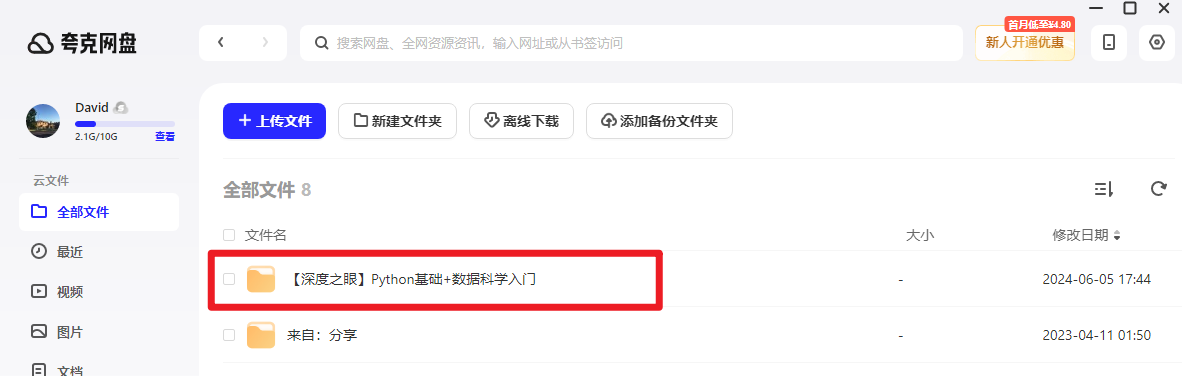 首月低至¥4.80
夸克网盘
搜索网盘、全网资源资讯，输入网址或从书签访问
新人开通优惠
David
2.1G/10G 查看
上传文件 新建文件夹 离线下载 添加备份文件夹
云文件
全部文件 8
全部文件
文件名 大小 修改日期
最近
【深度之眼】Python基础+数据科学入门 - 2024-06-05 17:44
视频
图片
来自：分享 - 2023-04-11 01:50
文档